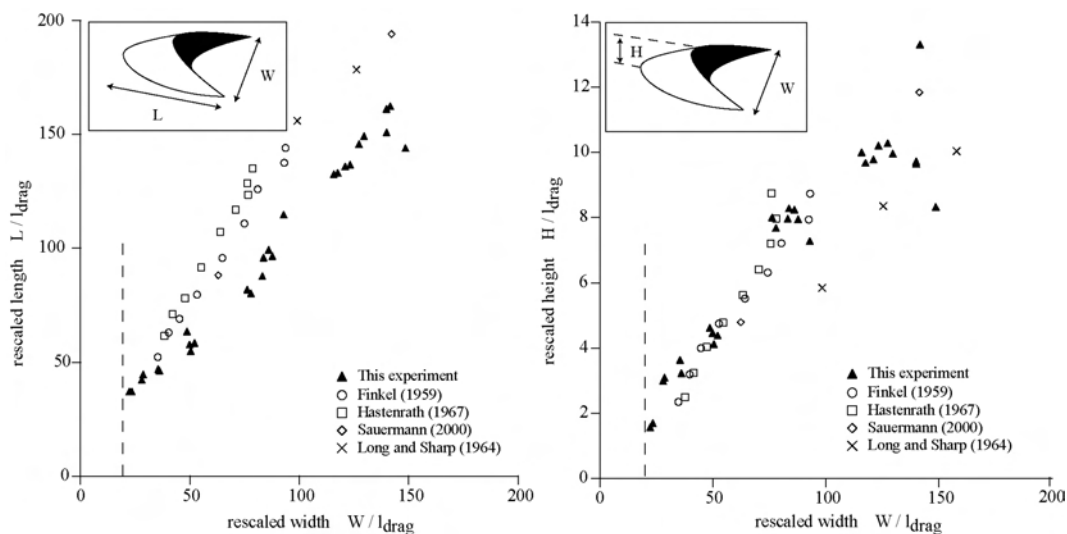 200
150
100
50
0
rescaled length L / l_drag
L
W
This experiment
Finkel (1959)
Hastenrath (1967)
Sauermann (2000)
Long and Sharp (1964)
0
50
100
150
200
rescaled width W / l_drag
14
12
10
8
6
4
2
0
rescaled height H / l_drag
H
W
This experiment
Finkel (1959)
Hastenrath (1967)
Sauermann (2000)
Long and Sharp (1964)
0
50
100
150
200
rescaled width W / l_drag